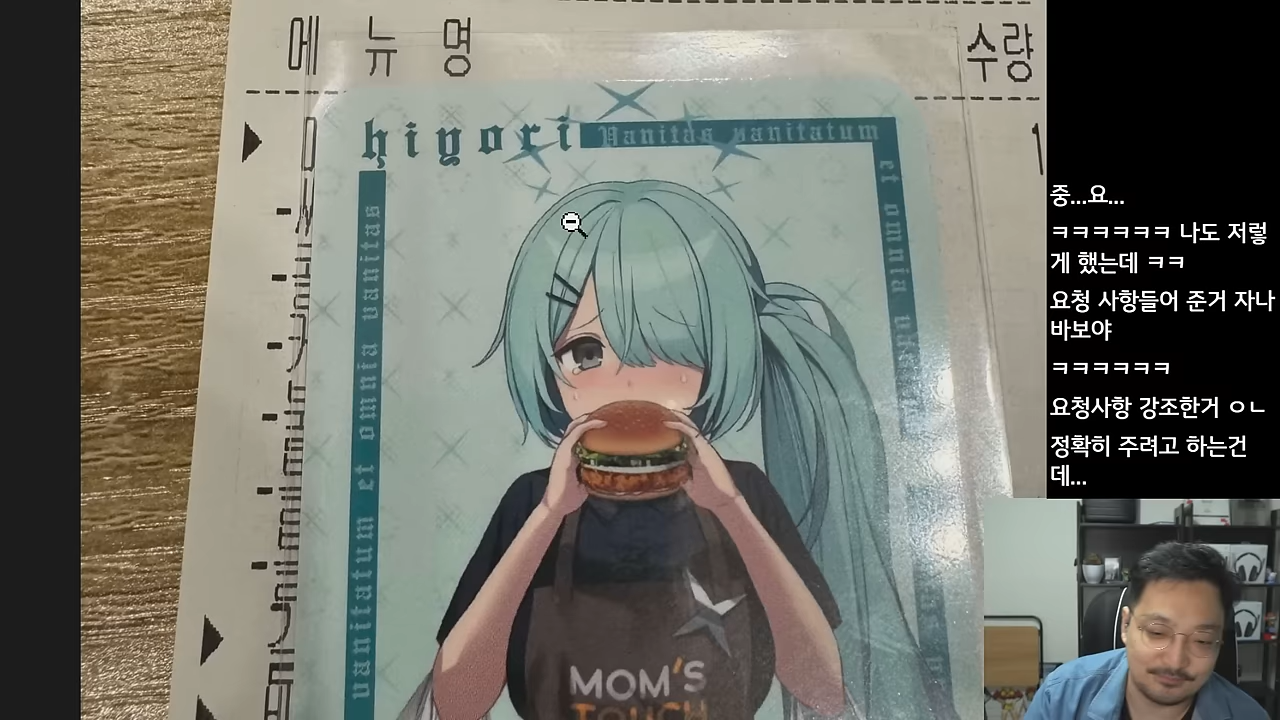 메 뉴 명 수량
hiyori Vanitas vanitatum
et omnia
vanitatum et omnia vanitas
1
MOM'S
TOUCH
중...요...
ㅋㅋㅋㅋㅋㅋ 나도 저렇
게 했는데 ㅋㅋ
요청 사항들어 준거 자나
바보야
ㅋㅋㅋㅋㅋㅋ
요청사항 강조한거 ㅇㄴ
정확히 주려고 하는건
데...